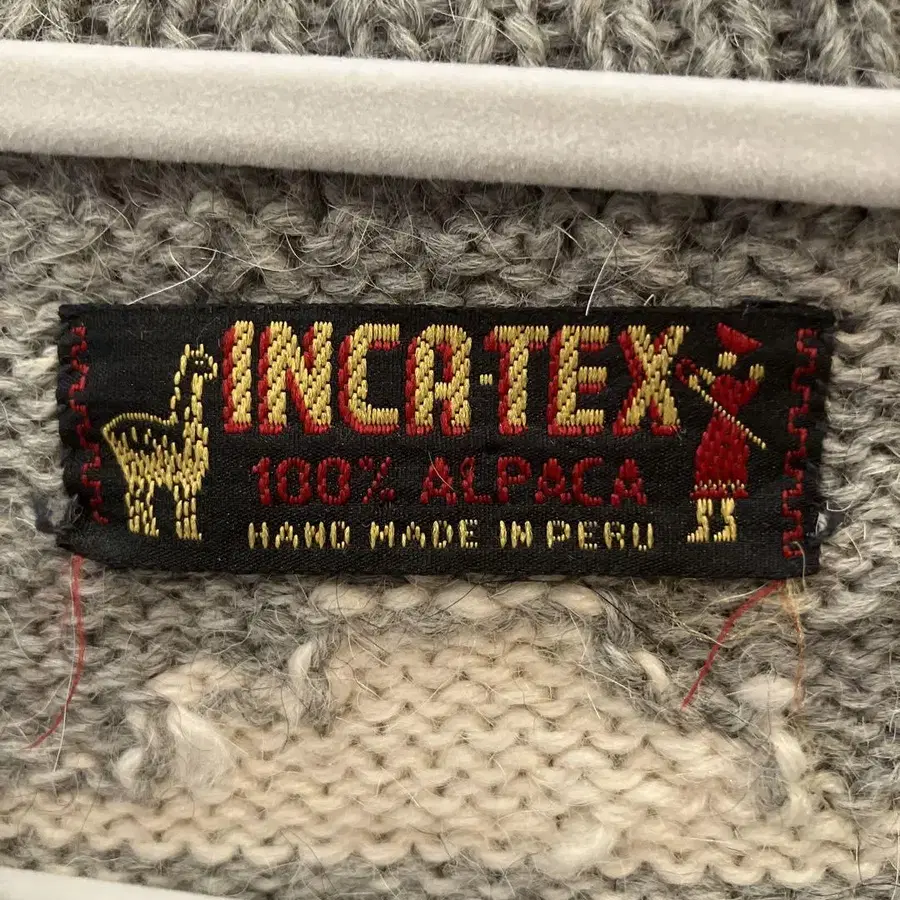 INCA-TEX
100% ALPACA
HAND MADE IN PERU